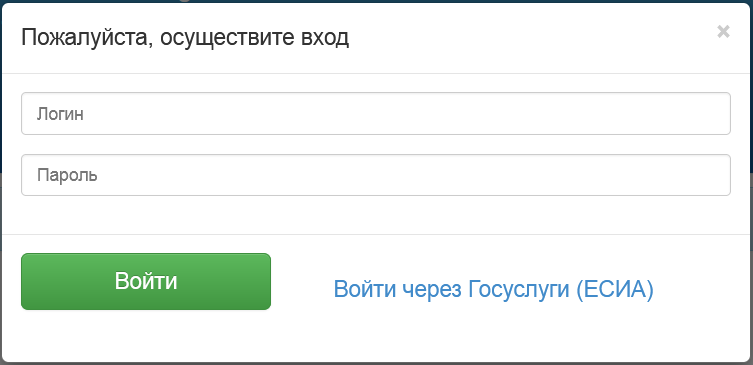 Пожалуйста, осуществите вход
×
Логин
Пароль
Войти
Войти через Госуслуги (ЕСИА)